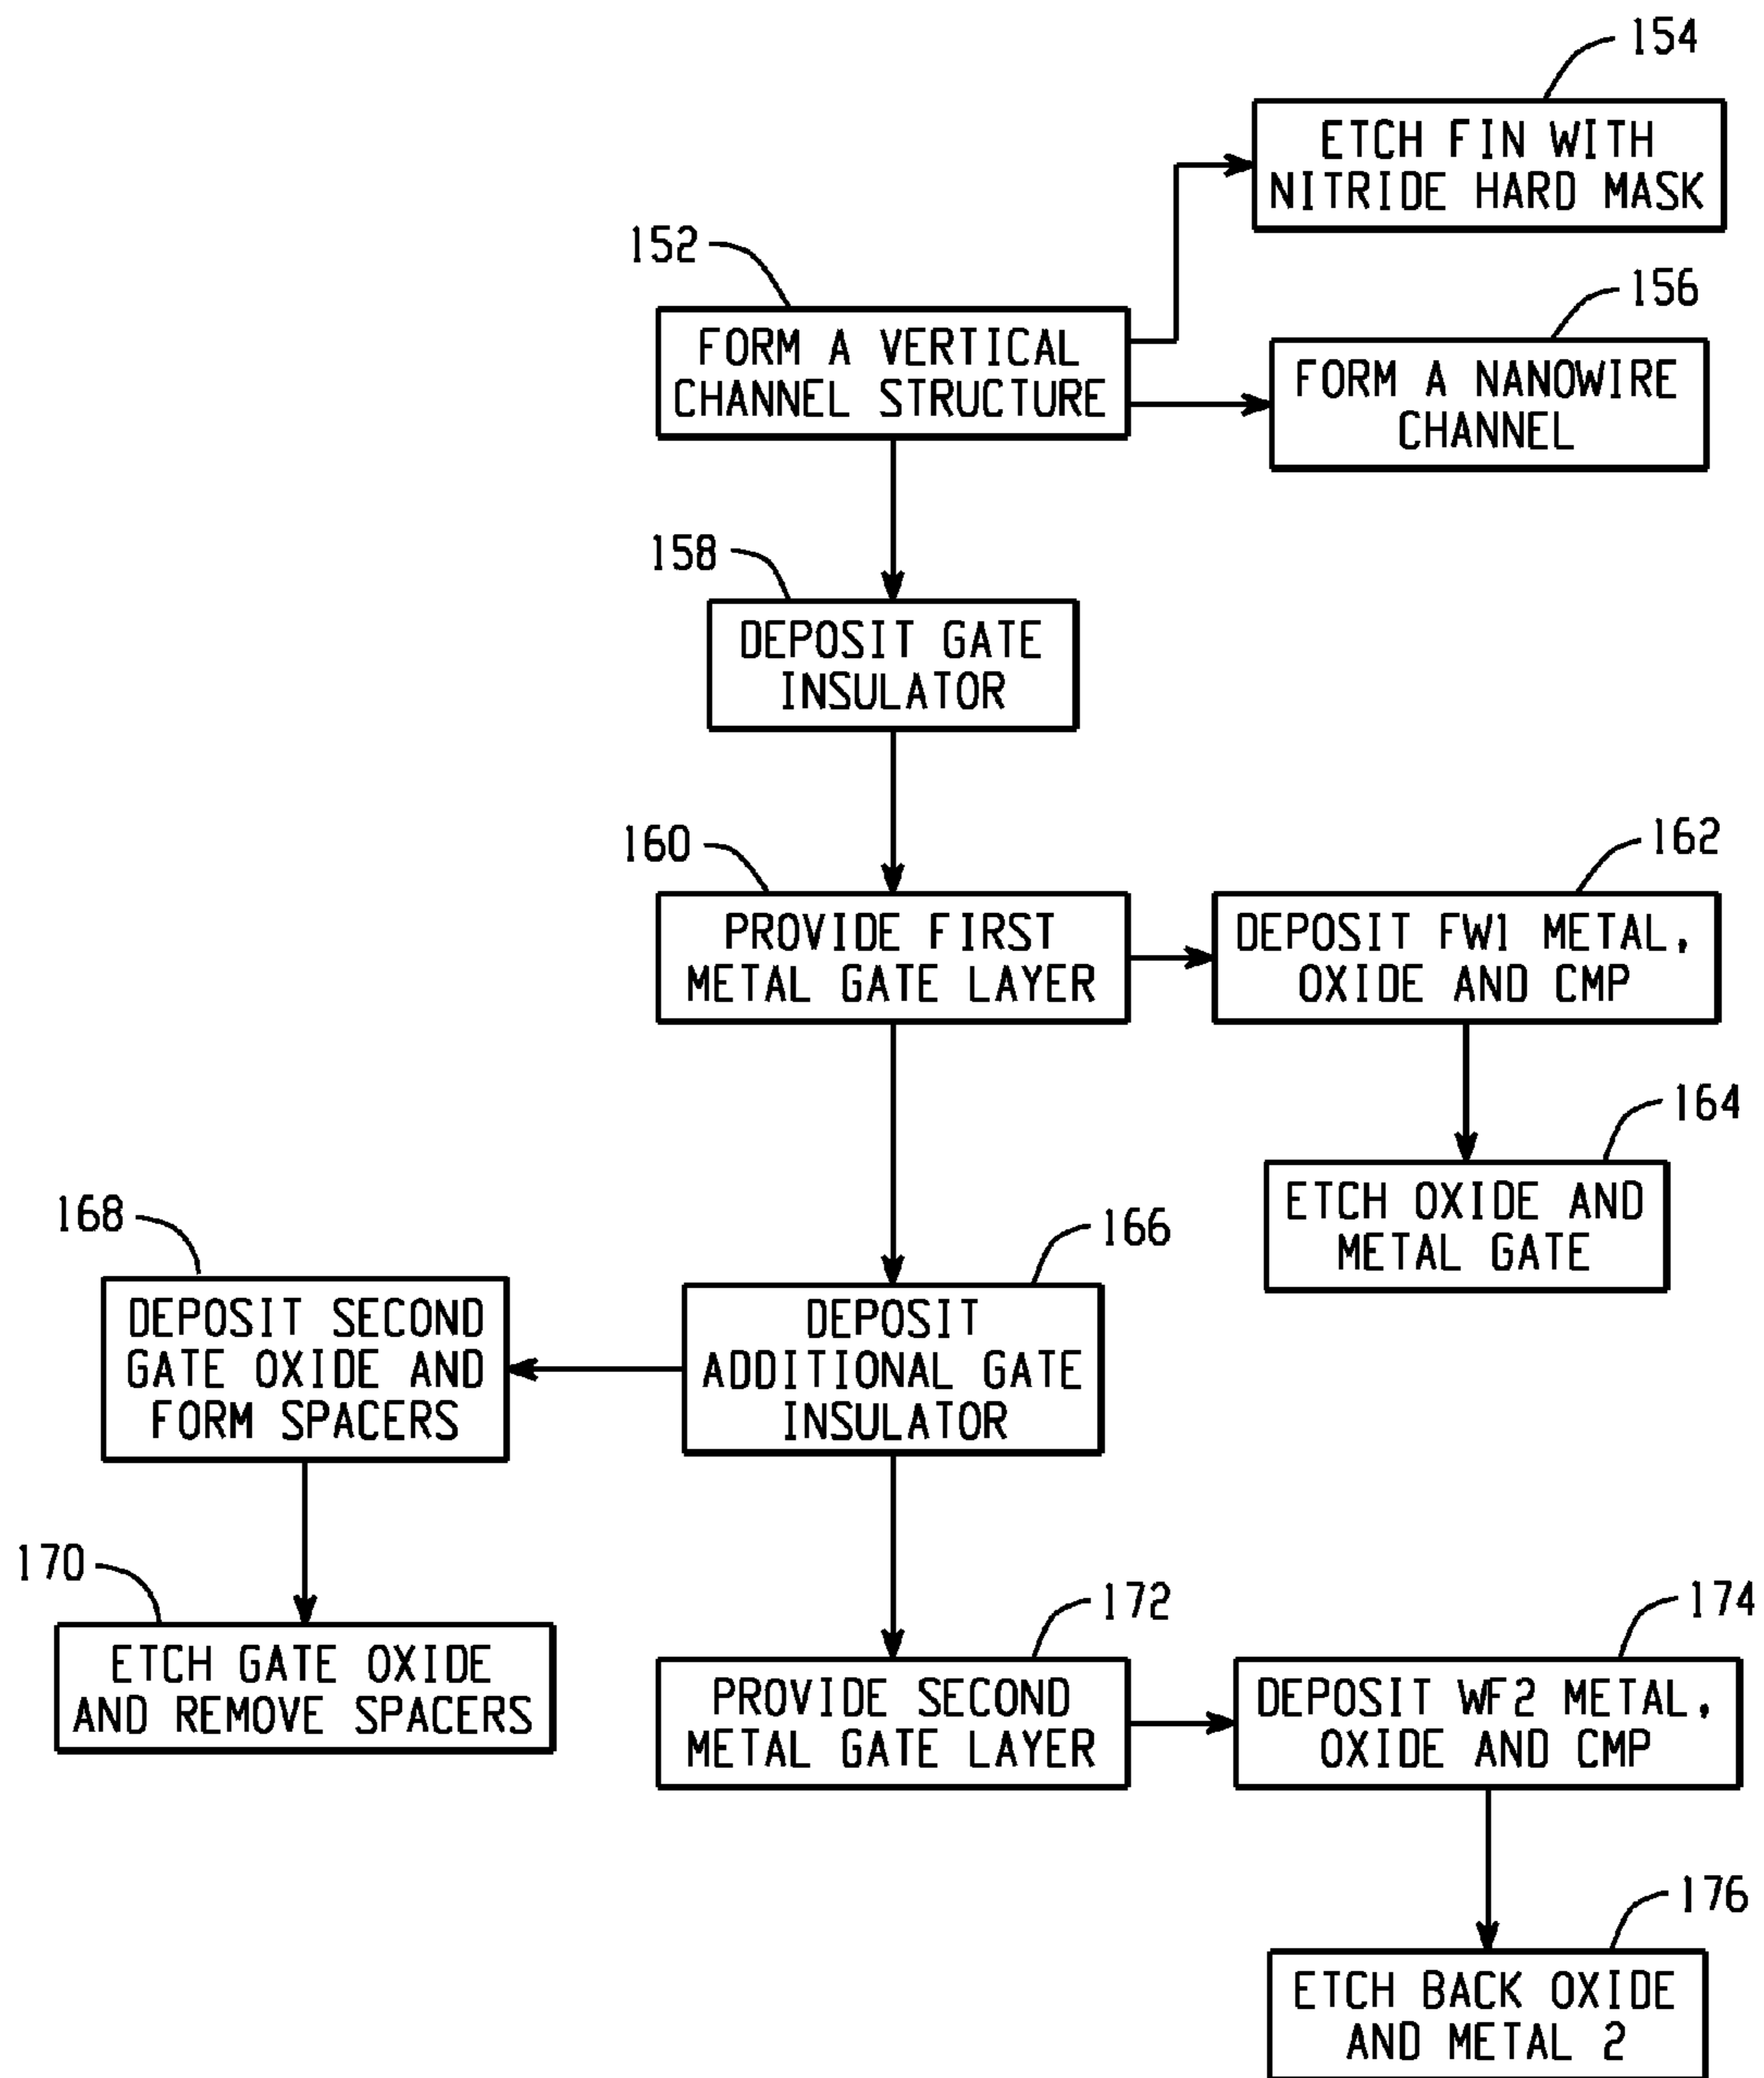 154
ETCH FIN WITH
NITRIDE HARD MASK
152
156
FORM A VERTICAL
CHANNEL STRUCTURE
FORM A NANOWIRE
CHANNEL
158
DEPOSIT GATE
INSULATOR
160
162
PROVIDE FIRST
METAL GATE LAYER
DEPOSIT FW1 METAL,
OXIDE AND CMP
164
ETCH OXIDE AND
METAL GATE
168
166
DEPOSIT SECOND
GATE OXIDE AND
FORM SPACERS
DEPOSIT
ADDITIONAL GATE
INSULATOR
170
ETCH GATE OXIDE
AND REMOVE SPACERS
172
174
PROVIDE SECOND
METAL GATE LAYER
DEPOSIT WF2 METAL,
OXIDE AND CMP
176
ETCH BACK OXIDE
AND METAL 2